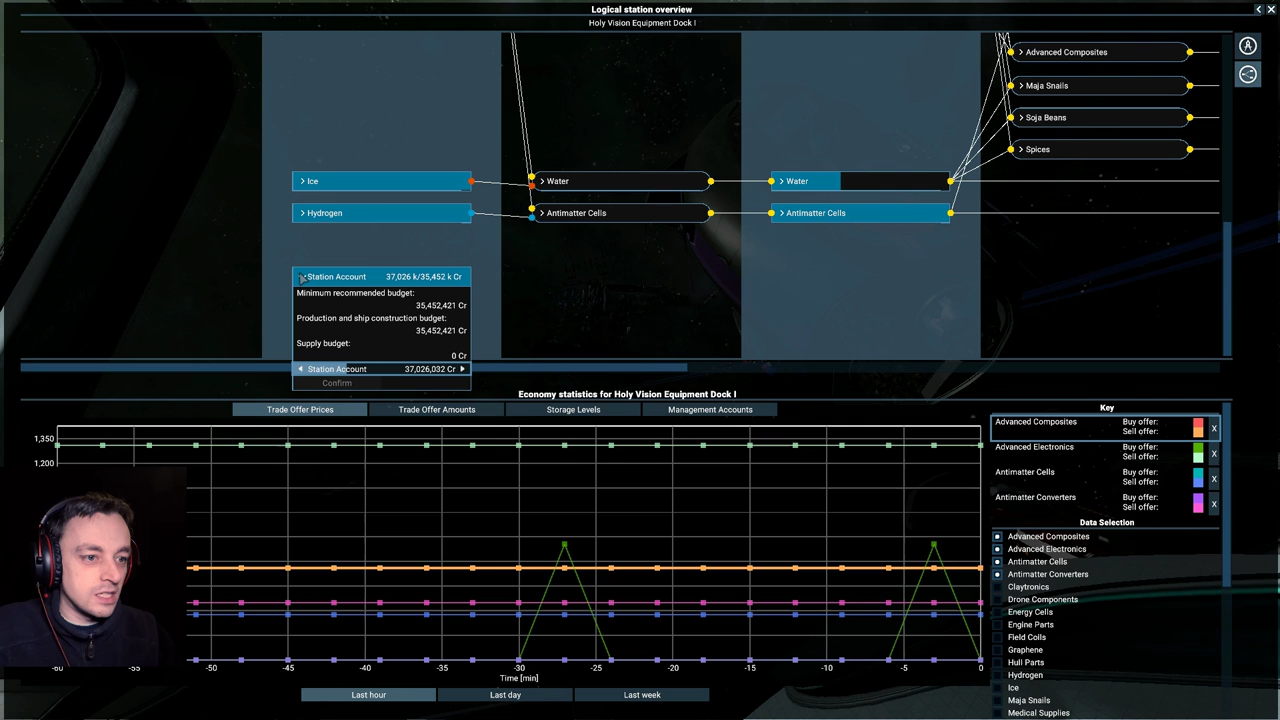 Logical station overview
Holy Vision Equipment Dock I
Advanced Composites
Maja Snails
Soja Beans
Spices
Ice
Water
Water
Hydrogen
Antimatter Cells
Antimatter Cells
Station Account 37,026 k/35,452 k Cr
Minimum recommended budget:
35,452,421 Cr
Production and ship construction budget:
35,452,421 Cr
Supply budget:
0 Cr
Station Account 37,026,032 Cr
Confirm
Economy statistics for Holy Vision Equipment Dock I
Trade Offer Prices Trade Offer Amounts Storage Levels Management Accounts
1,350
1,200
-60 -55 -50 -45 -40 -35 -30 -25 -20 -15 -10 -5 0
Time [min]
Last hour Last day Last week
Key
Advanced Composites Buy offer:
Sell offer:
X
Advanced Electronics Buy offer:
Sell offer:
X
Antimatter Cells Buy offer:
Sell offer:
X
Antimatter Converters Buy offer:
Sell offer:
X
Data Selection
Advanced Composites
Advanced Electronics
Antimatter Cells
Antimatter Converters
Claytronics
Drone Components
Energy Cells
Engine Parts
Field Coils
Graphene
Hull Parts
Hydrogen
Ice
Maja Snails
Medical Supplies